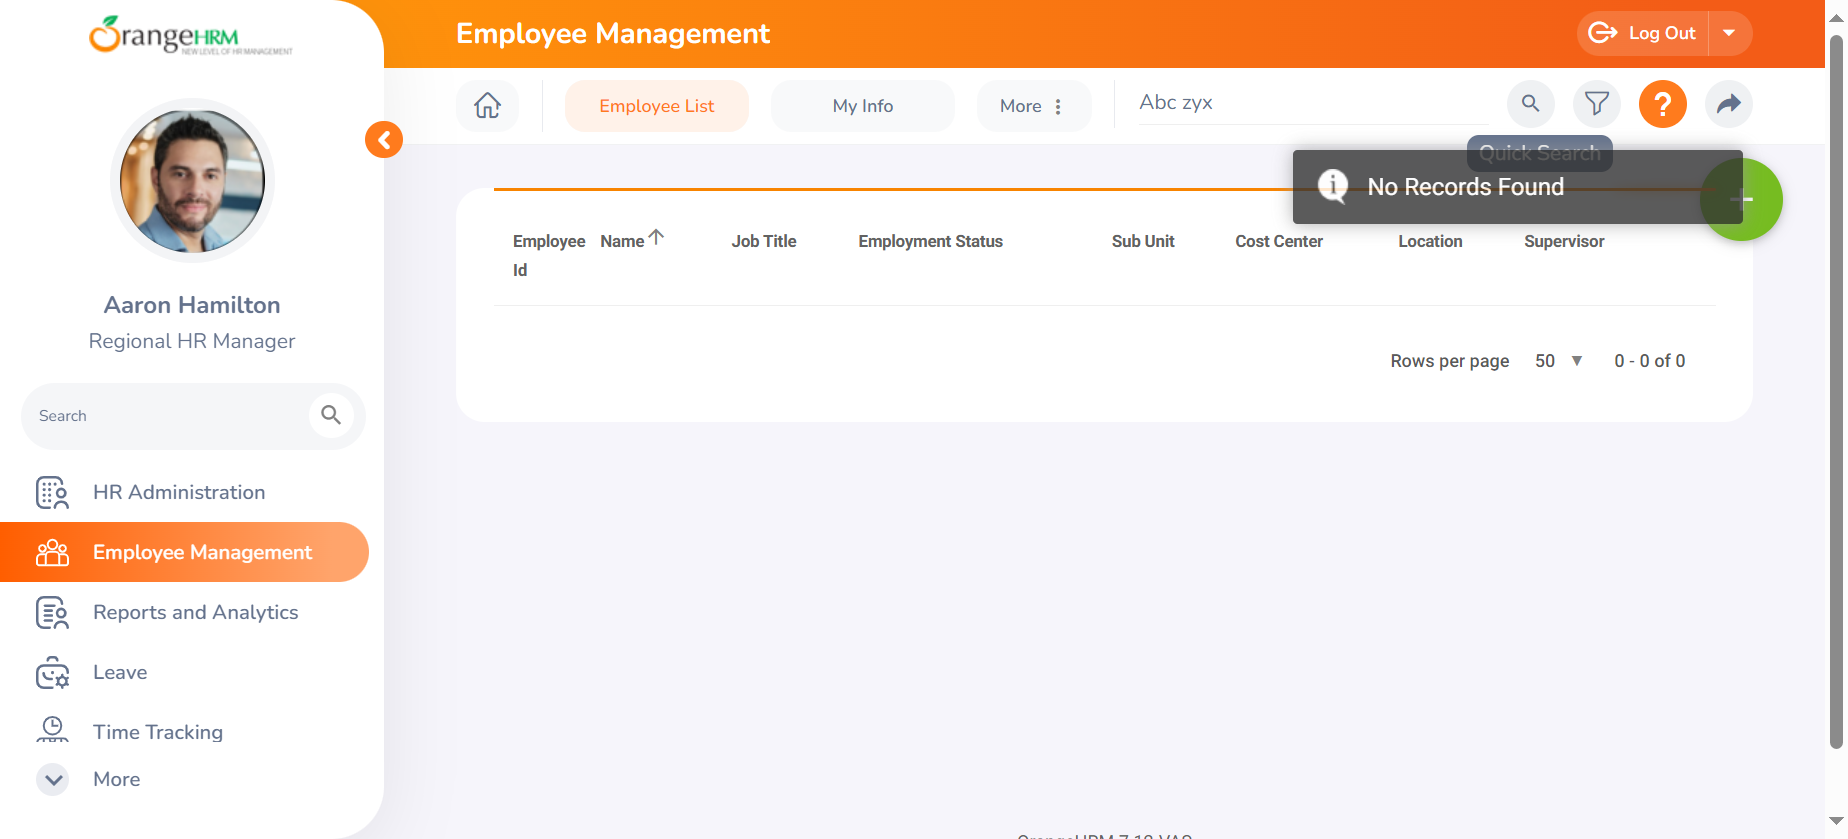 OrangeHRM
NEW LEVEL OF HR MANAGEMENT
Employee Management
Log Out
Employee List
My Info
More
Abc zyx
?
Quick Search
i No Records Found
Aaron Hamilton
Regional HR Manager
Search
HR Administration
Employee Management
Reports and Analytics
Leave
Time Tracking
More
Employee Id
Name
Job Title
Employment Status
Sub Unit
Cost Center
Location
Supervisor
Rows per page 50 0 - 0 of 0